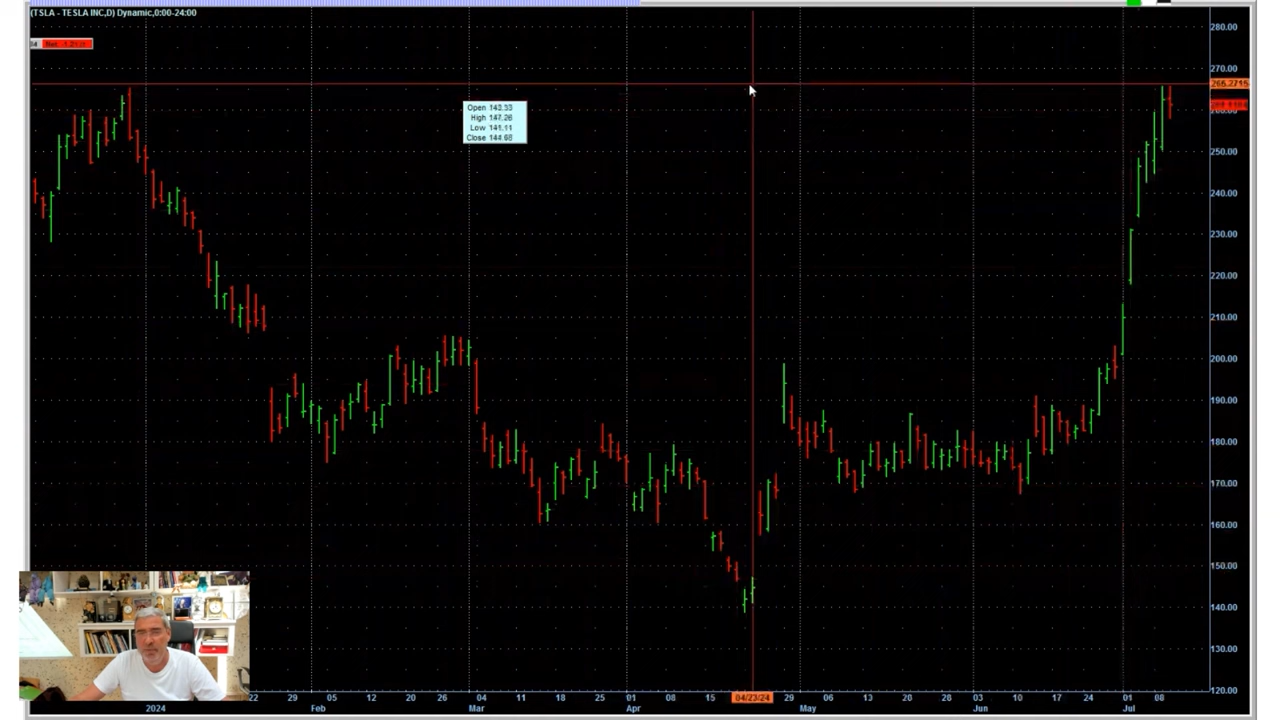 (TSLA - TESLA INC,D) Dynamic,0:00-24:00
280.00
270.00
265.2715
260.00
250.00
240.00
230.00
220.00
210.00
200.00
190.00
180.00
170.00
160.00
150.00
140.00
130.00
120.00
Open 143.33
High 147.26
Low 141.11
Close 144.68
22 29 05 12 20 26 04 11 18 25 01 08 15 04/23/24 29 06 13 20 28 03 10 17 24 01 08
2024 Feb Mar Apr May Jun Jul